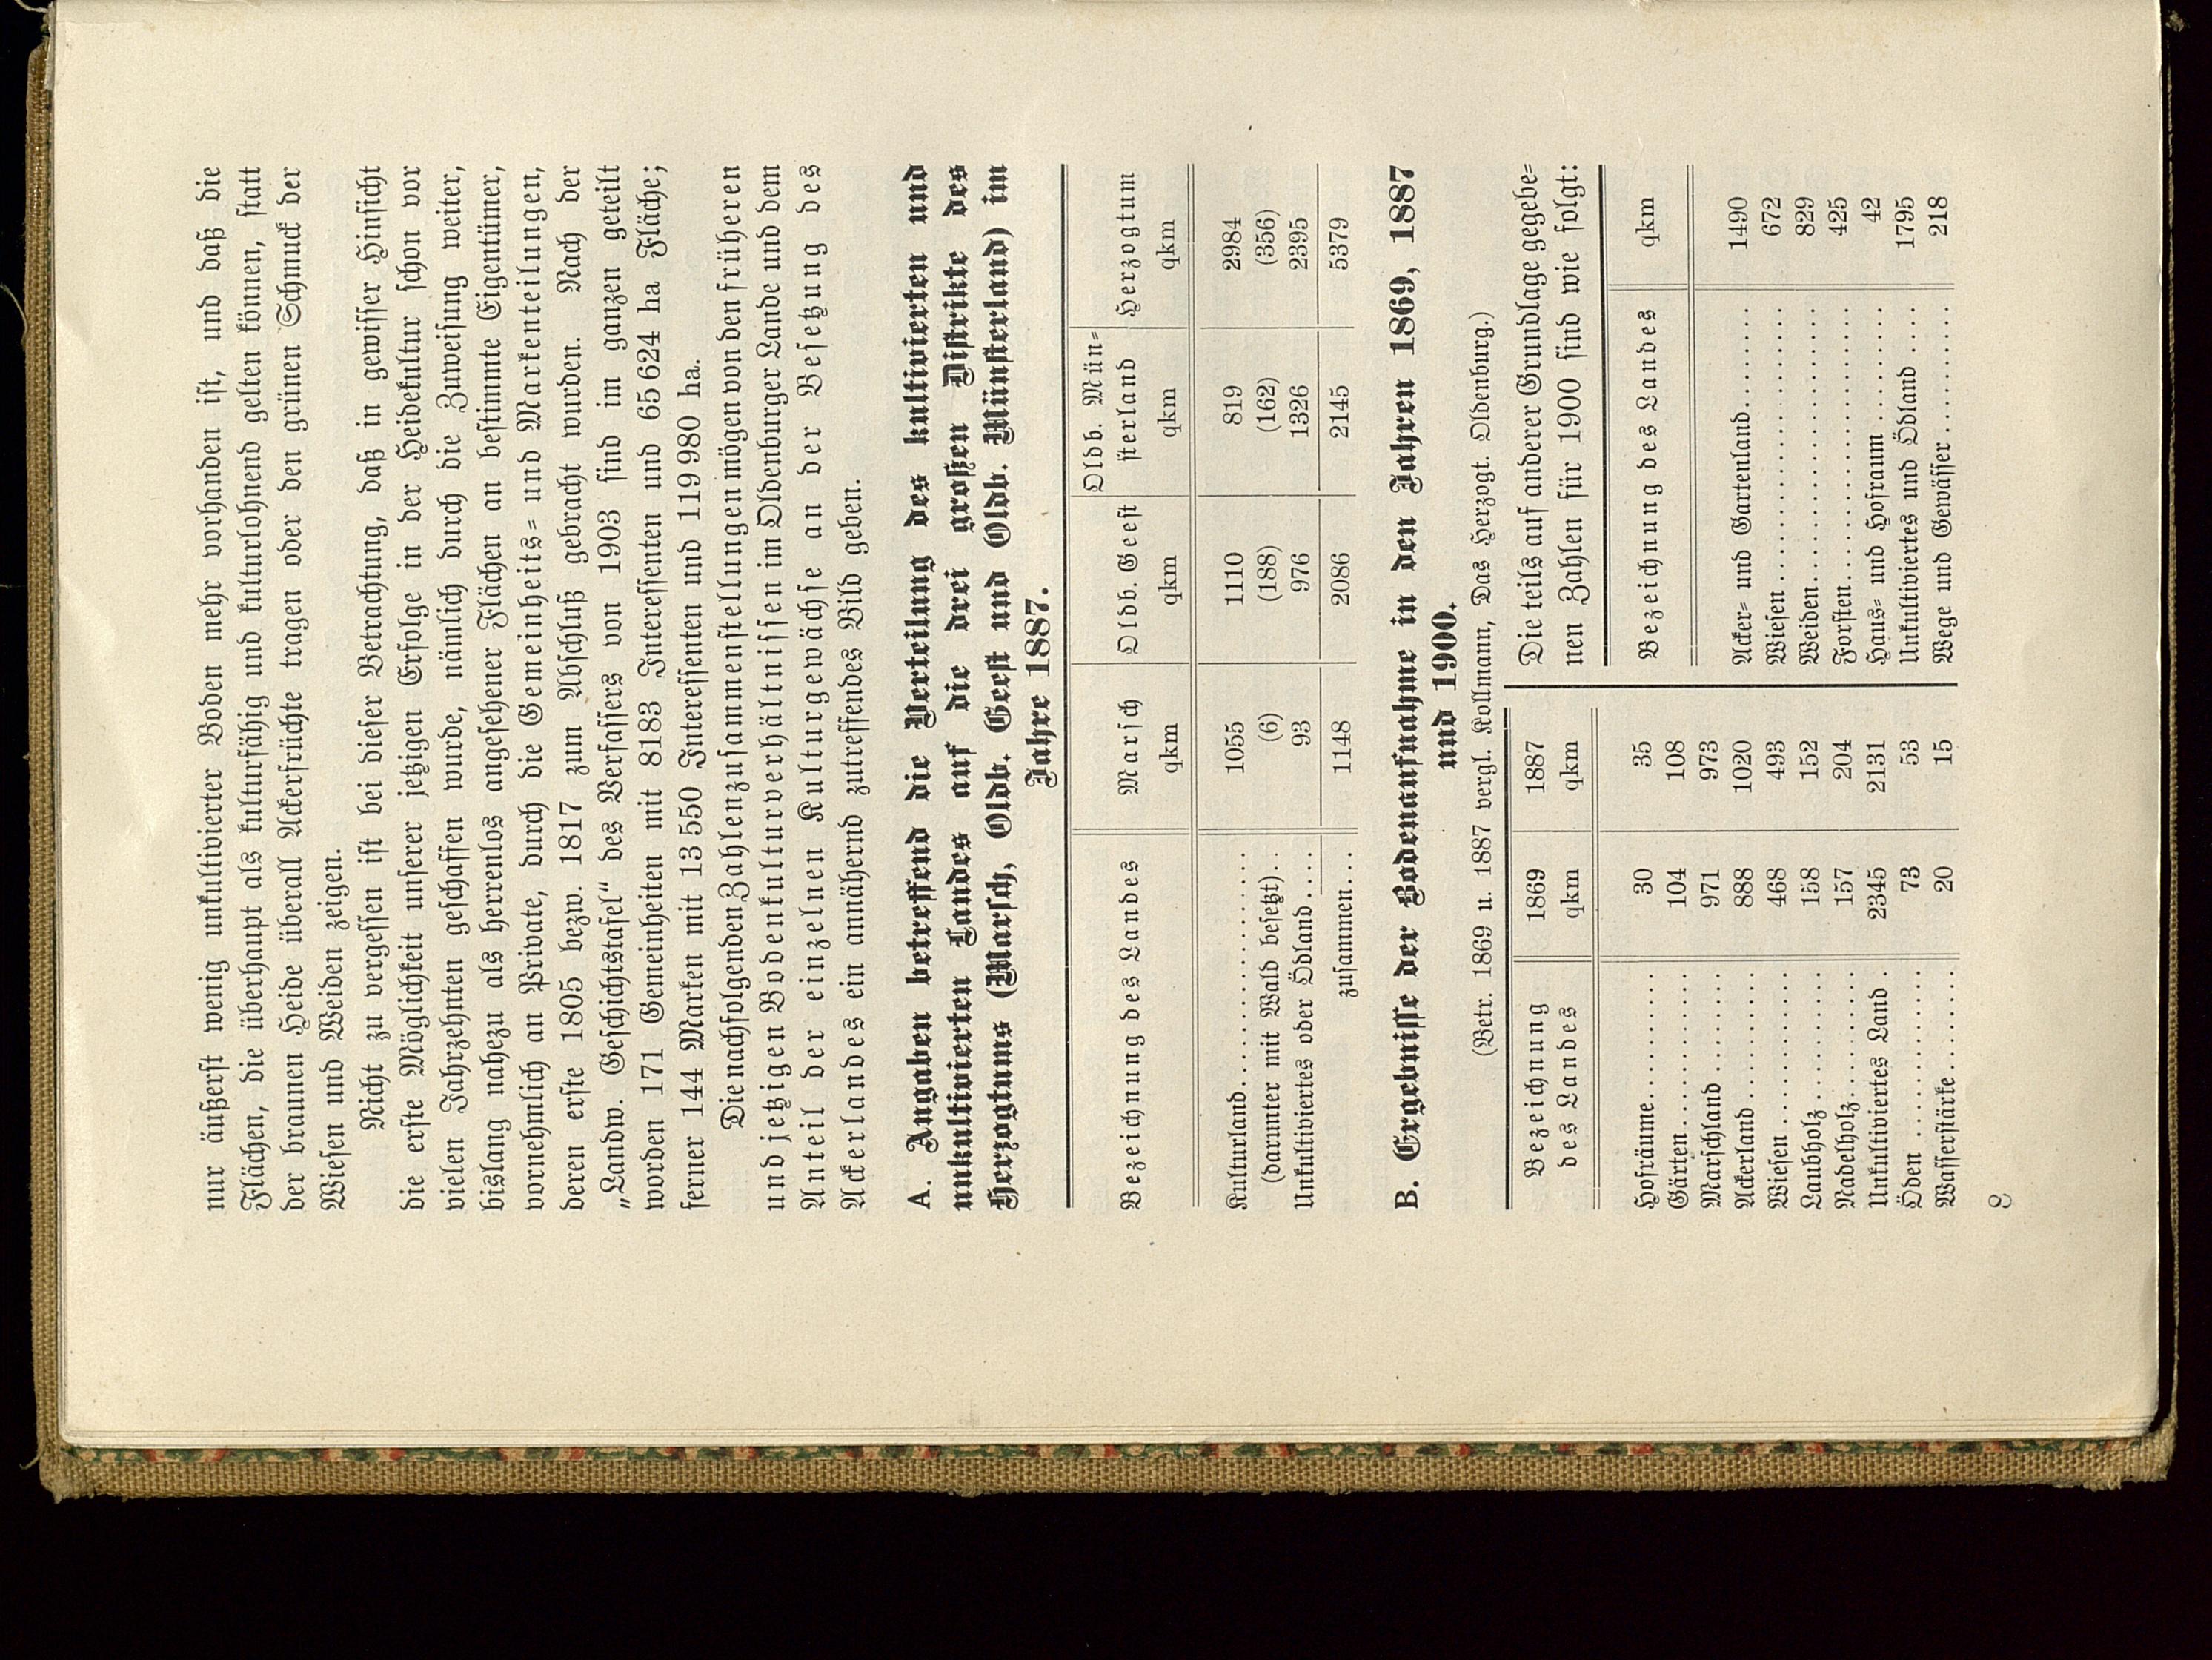 nur äußerst wenig unkultivierter Boden mehr vorhanden ist, und daß die
Flächen, die überhaupt als kulturfähig und kulturlohnend gelten können, statt
der braunen Heide überall Ackerfrüchte tragen oder den grünen Schmuck der
Wiesen und Weiden zeigen.
Nicht zu vergessen ist bei dieser Betrachtung, daß in gewisser Hinsicht
die erste Möglichkeit unserer jetzigen Erfolge in der Heidekultur schon vor
vielen Jahrzehnten geschaffen wurde, nämlich durch die Zuweisung weiter,
bislang nahezu als herrenlos angesehener Flächen an bestimmte Eigentümer,
vornehmlich an Private, durch die Gemeinheits- und Markenteilungen,
deren erste 1805 bezw. 1817 zum Abschluß gebracht wurden. Nach der
„Landw. Geschichtstafel“ des Verfassers von 1903 sind im ganzen geteilt
worden 171 Gemeinheiten mit 8183 Interessenten und 65 624 ha Fläche;
ferner 144 Marken mit 13 550 Interessenten und 119 980 ha.
Die nachfolgenden Zahlenzusammenstellungen mögen von den früheren
und jetzigen Bodenkulturverhältnissen im Oldenburger Lande und dem
Anteil der einzelnen Kulturgewächse an der Besetzung des
Ackerlandes ein annähernd zutreffendes Bild geben.
A. Angaben betreffend die Verteilung des kultivierten und
unkultivierten Landes auf die drei großen Distrikte des
Herzogtums (Marsch, Oldb. Geest und Oldb. Münsterland) im
Jahre 1887.
Bezeichnung des Landes Marsch qkm Oldb. Geest qkm Oldb. Mün-sterland qkm Herzogtum qkm
Kulturland 1055 1110 819 2984
(darunter mit Wald besetzt) (6) (188) (162) (356)
Unkultiviertes oder Ödland 93 976 1326 2395
zusammen 1148 2086 2145 5379
B. Ergebnisse der Bodenaufnahme in den Jahren 1869, 1887
und 1900.
(Betr. 1869 u. 1887 vergl. Kollmann, Das Herzogt. Oldenburg.)
Bezeichnung des Landes 1869 qkm 1887 qkm
Hofräume 30 35
Gärten 104 108
Marschland 971 973
Ackerland 888 1020
Wiesen 468 493
Laubholz 158 152
Nadelholz 157 204
Unkultiviertes Land 2345 2131
Öden 73 53
Wasserstärke 20 15
Die teils auf anderer Grundlage gegebe-
nen Zahlen für 1900 sind wie folgt:
Bezeichnung des Landes qkm
Acker- und Gartenland 1490
Wiesen 672
Weiden 829
Forsten 425
Haus- und Hofraum 42
Unkultiviertes und Ödland 1795
Wege und Gewässer 218
8